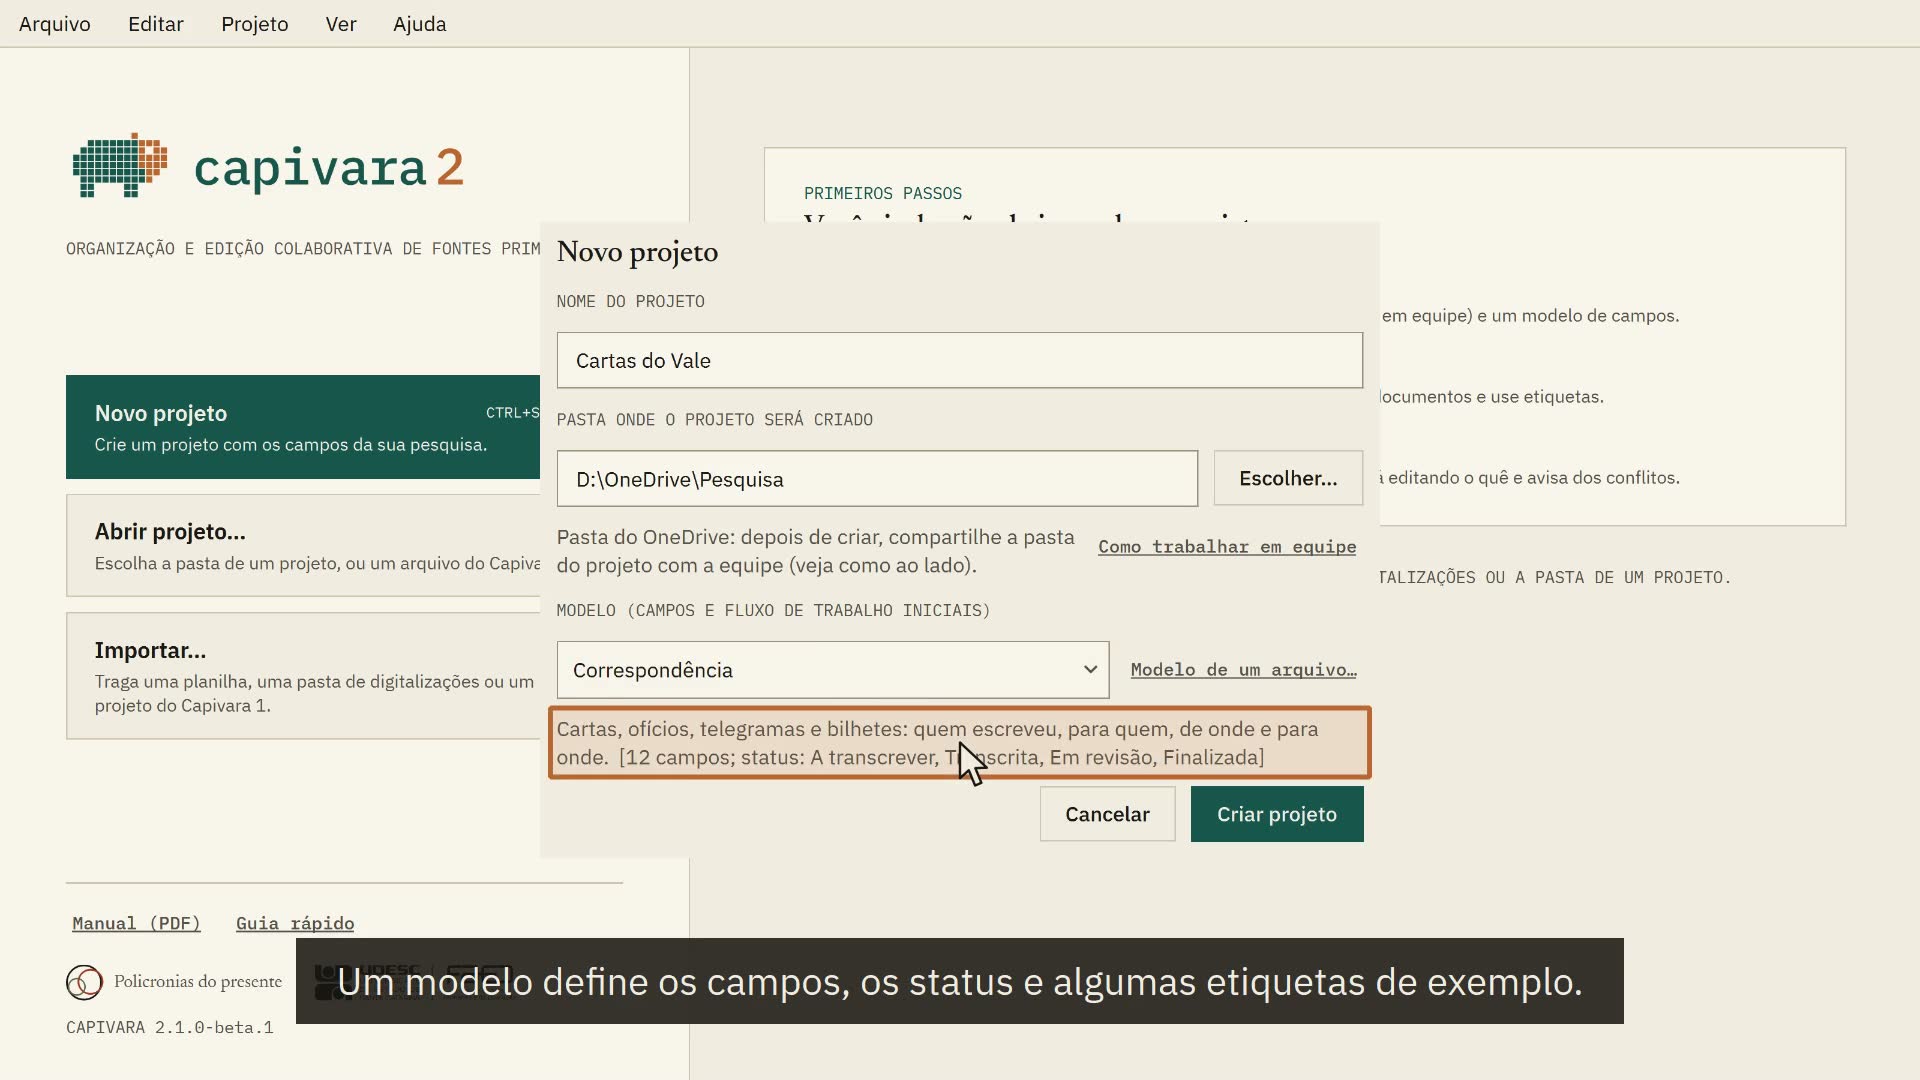 Arquivo Editar Projeto Ver Ajuda
capivara 2
ORGANIZAÇÃO E EDIÇÃO COLABORATIVA DE FONTES PRIM
Novo projeto CTRL+S
Crie um projeto com os campos da sua pesquisa.
Abrir projeto...
Escolha a pasta de um projeto, ou um arquivo do Capiva
Importar...
Traga uma planilha, uma pasta de digitalizações ou um
projeto do Capivara 1.
Manual (PDF) Guia rápido
Policronias do presente
CAPIVARA 2.1.0-beta.1
PRIMEIROS PASSOS
em equipe) e um modelo de campos.
documentos e use etiquetas.
á editando o quê e avisa dos conflitos.
TALIZAÇÕES OU A PASTA DE UM PROJETO.
Novo projeto
NOME DO PROJETO
Cartas do Vale
PASTA ONDE O PROJETO SERÁ CRIADO
D:\OneDrive\Pesquisa Escolher...
Pasta do OneDrive: depois de criar, compartilhe a pasta
do projeto com a equipe (veja como ao lado).
Como trabalhar em equipe
MODELO (CAMPOS E FLUXO DE TRABALHO INICIAIS)
Correspondência Modelo de um arquivo…
Cartas, ofícios, telegramas e bilhetes: quem escreveu, para quem, de onde e para
onde. [12 campos; status: A transcrever, Transcrita, Em revisão, Finalizada]
Cancelar Criar projeto
Um modelo define os campos, os status e algumas etiquetas de exemplo.